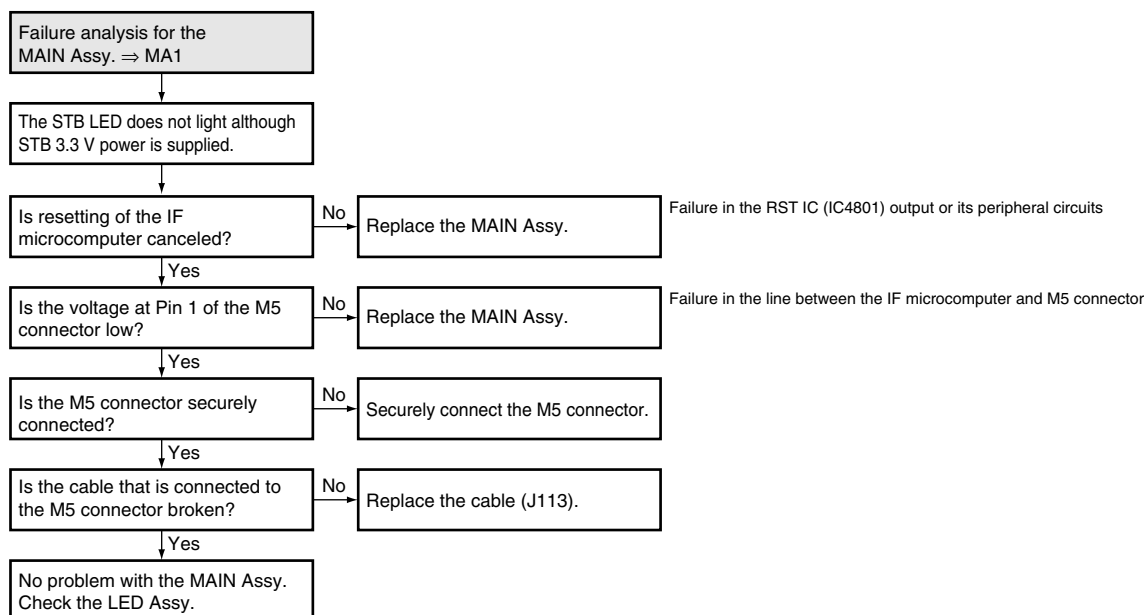 Failure analysis for the
MAIN Assy. ⇒ MA1
The STB LED does not light although
STB 3.3 V power is supplied.
Is resetting of the IF
microcomputer canceled?
No
Replace the MAIN Assy.
Failure in the RST IC (IC4801) output or its peripheral circuits
Yes
Is the voltage at Pin 1 of the M5
connector low?
No
Replace the MAIN Assy.
Failure in the line between the IF microcomputer and M5 connector
Yes
Is the M5 connector securely
connected?
No
Securely connect the M5 connector.
Yes
Is the cable that is connected to
the M5 connector broken?
No
Replace the cable (J113).
Yes
No problem with the MAIN Assy.
Check the LED Assy.